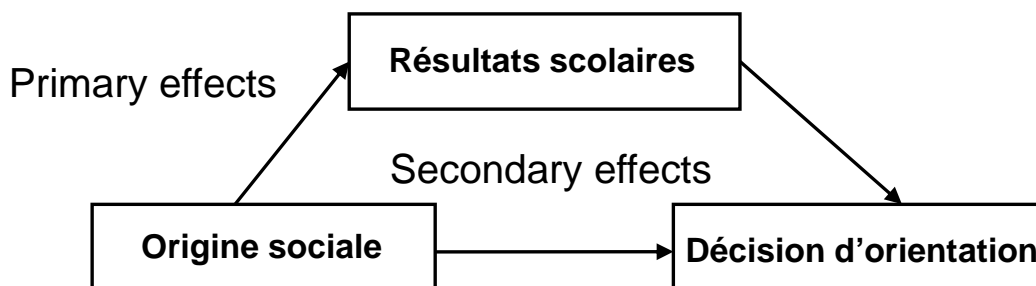 Résultats scolaires
Primary effects
Secondary effects
Origine sociale
Décision d'orientation